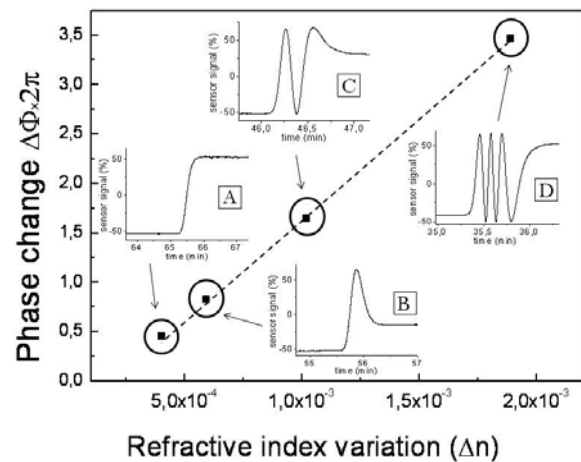 Phase change ΔΦ×2π
3,5
3,0
2,5
2,0
1,5
1,0
0,5
0,0
5,0x10⁻⁴
1,0x10⁻³
1,5x10⁻³
2,0x10⁻³
Refractive index variation (Δn)
sensor signal (%)
50
0
-50
46,0
46,5
47,0
time (min)
C
sensor signal (%)
50
0
-50
64
65
66
67
time (min)
A
sensor signal (%)
50
0
-50
35,0
35,5
36,0
time (min)
D
sensor signal (%)
50
0
-50
55
56
57
time (min)
B